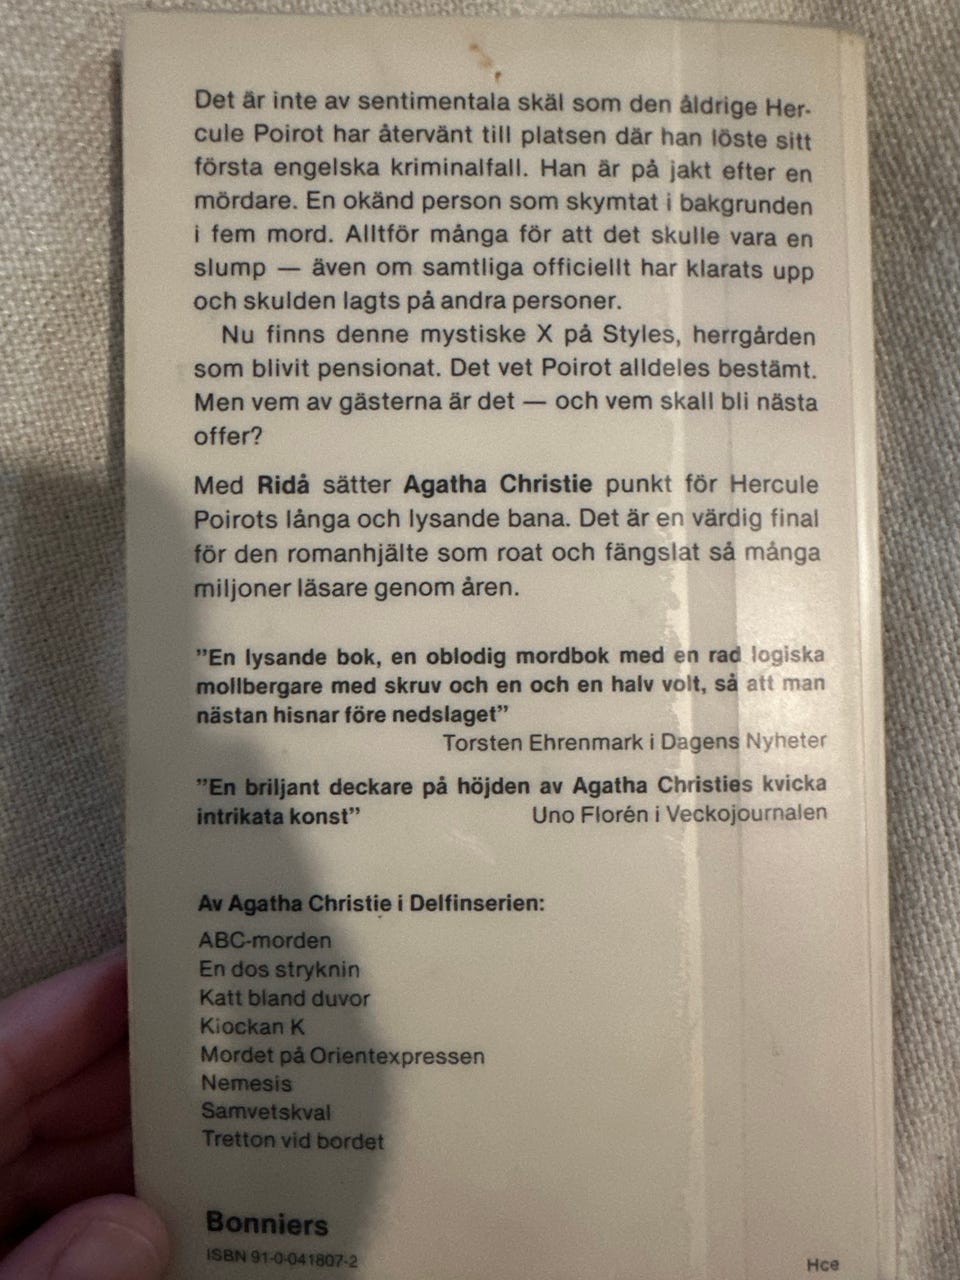 Det är inte av sentimentala skäl som den åldrige Her-
cule Poirot har återvänt till platsen där han löste sitt
första engelska kriminalfall. Han är på jakt efter en
mördare. En okänd person som skymtat i bakgrunden
i fem mord. Alltför många för att det skulle vara en
slump — även om samtliga officiellt har klarats upp
och skulden lagts på andra personer.
Nu finns denne mystiske X på Styles, herrgården
som blivit pensionat. Det vet Poirot alldeles bestämt.
Men vem av gästerna är det — och vem skall bli nästa
offer?
Med Ridå sätter Agatha Christie punkt för Hercule
Poirots långa och lysande bana. Det är en värdig final
för den romanhjälte som roat och fängslat så många
miljoner läsare genom åren.
”En lysande bok, en oblodig mordbok med en rad logiska
mollbergare med skruv och en och en halv volt, så att man
nästan hisnar före nedslaget”
Torsten Ehrenmark i Dagens Nyheter
”En briljant deckare på höjden av Agatha Christies kvicka
intrikata konst” Uno Florén i Veckojournalen
Av Agatha Christie i Delfinserien:
ABC-morden
En dos stryknin
Katt bland duvor
Kiockan K
Mordet på Orientexpressen
Nemesis
Samvetskval
Tretton vid bordet
Bonniers
ISBN 91-0-041807-2
Hce